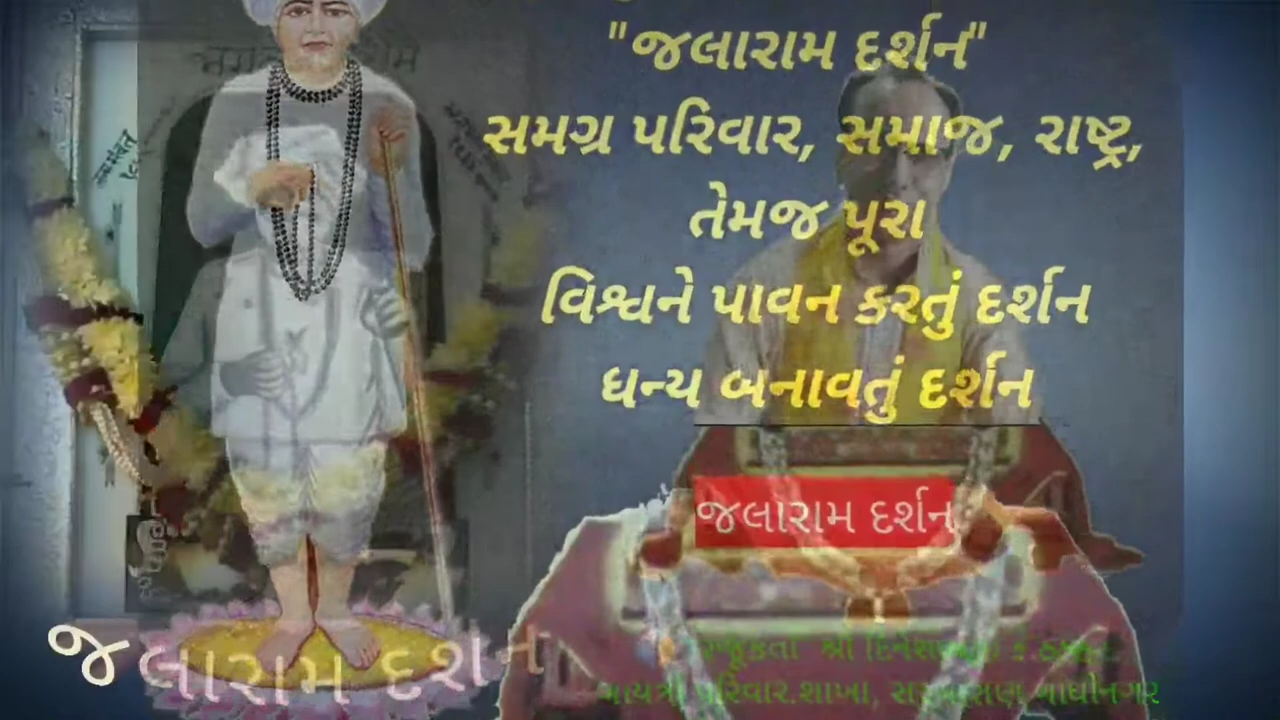 "જલારામ દર્શન"
સમગ્ર પરિવાર, સમાજ, રાષ્ટ્ર,
તેમજ પૂરા
વિશ્વને પાવન કરતું દર્શન
ધન્ય બનાવતું દર્શન
જલારામ દર્શન
જલારામ દર્શન
શ્રી
ગાયત્રી પરિવાર.શાખા,